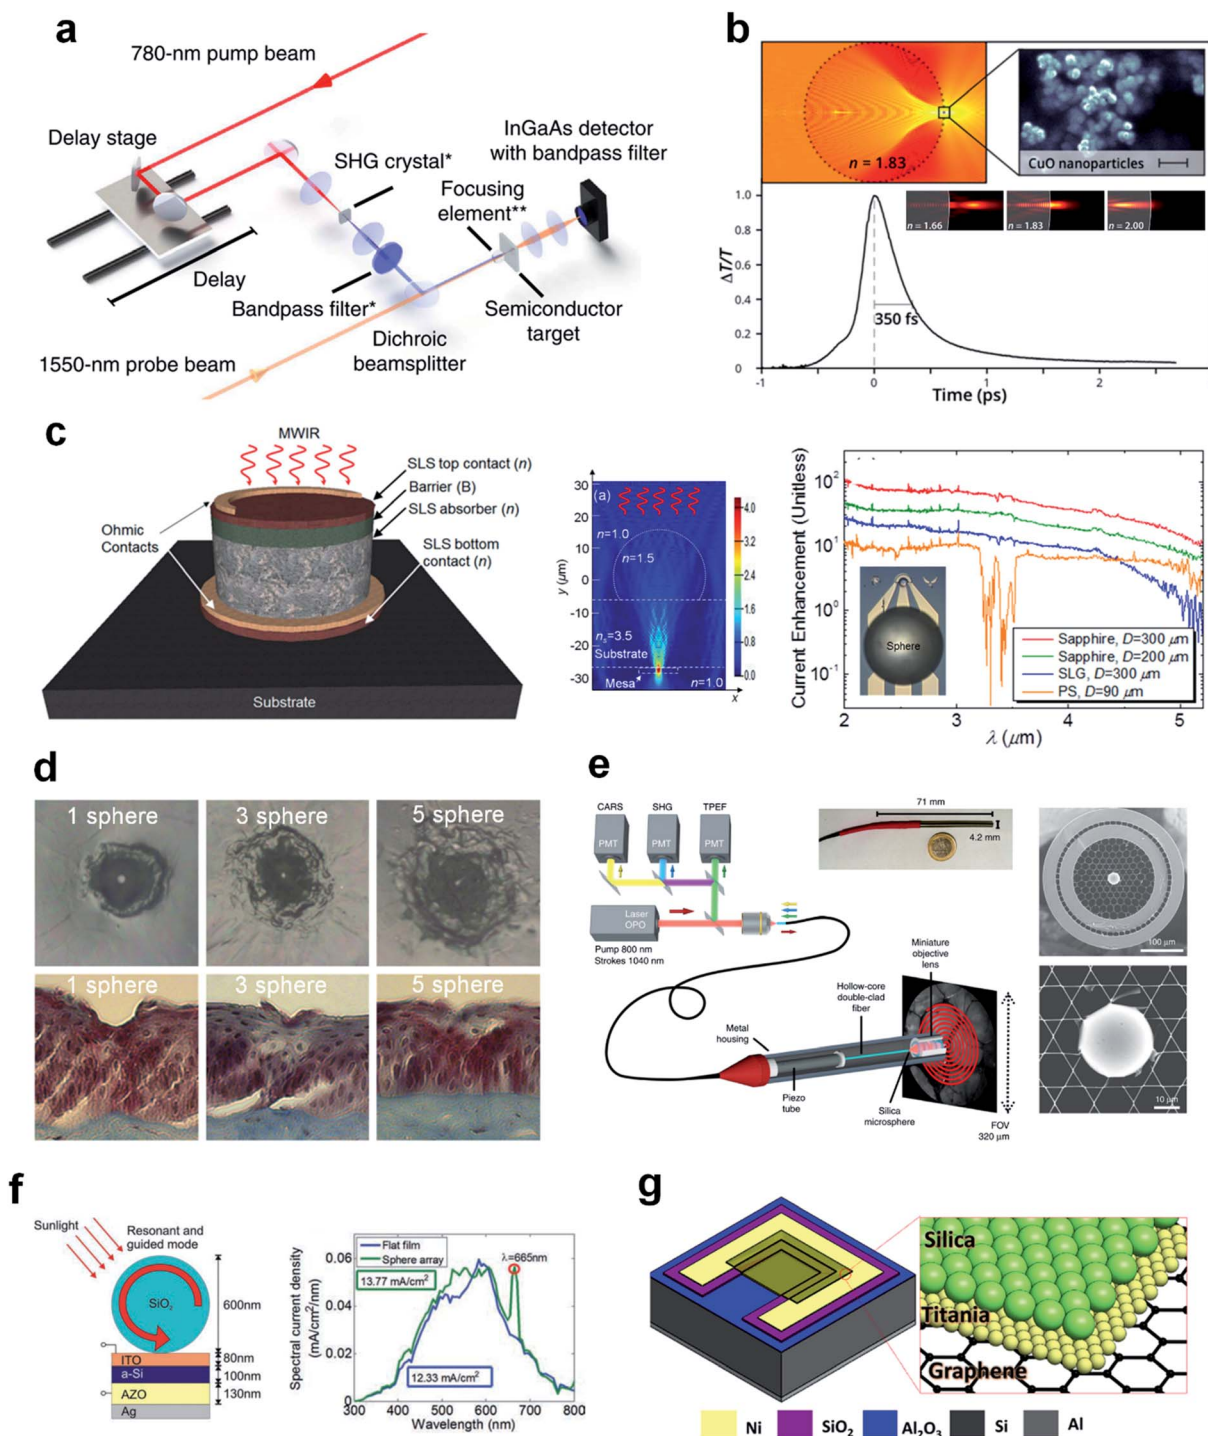 a
780-nm pump beam
Delay stage
SHG crystal*
InGaAs detector
with bandpass filter
Focusing
element**
Delay
Bandpass filter*
Semiconductor
target
Dichroic
beamsplitter
1550-nm probe beam
b
n = 1.83
CuO nanoparticles
1.0
0.8
0.6
0.4
0.2
0
ΔT/T
n = 1.66
n = 1.83
n = 2.00
350 fs
-1
0
1
2
Time (ps)
c
MWIR
SLS top contact (n)
Barrier (B)
SLS absorber (n)
Ohmic
Contacts
SLS bottom
contact (n)
Substrate
(a)
30
20
10
0
-10
-20
-30
y (μm)
n=1.0
n=1.5
ns=3.5
Substrate
Mesa
n=1.0
x
4.0
3.2
2.4
1.6
0.8
0.0
Current Enhancement (Unitless)
10²
10¹
10⁰
10⁻¹
Sphere
Sapphire, D=300 μm
Sapphire, D=200 μm
SLG, D=300 μm
PS, D=90 μm
2
3
4
5
λ (μm)
d
1 sphere
3 sphere
5 sphere
1 sphere
3 sphere
5 sphere
e
CARS
SHG
TPEF
PMT
PMT
PMT
Laser
OPO
Pump 800 nm
Strokes 1040 nm
71 mm
4.2 mm
100 μm
Miniature
objective
lens
Hollow-core
double-clad
fiber
Metal
housing
Piezo
tube
Silica
microsphere
FOV
320 μm
10 μm
f
Sunlight
Resonant and
guided mode
SiO₂
600nm
ITO
80nm
a-Si
100nm
AZO
130nm
Ag
Spectral current density
(mA/cm²/nm)
0.06
0.04
0.02
0
Flat film
Sphere array
λ=665nm
13.77 mA/cm²
12.33 mA/cm²
300
400
500
600
700
800
Wavelength (nm)
g
Silica
Titania
Graphene
Ni
SiO₂
Al₂O₃
Si
Al